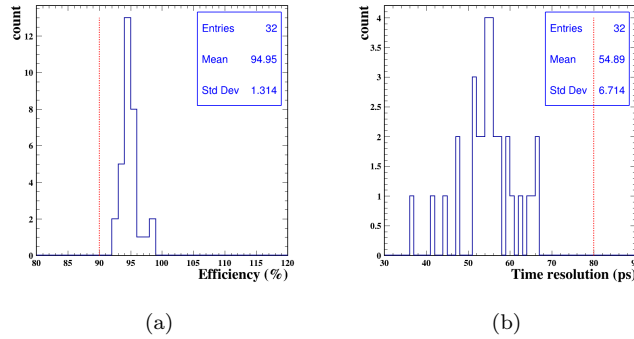 count
12
10
8
6
4
2
0
80 85 90 95 100 105 110 115 120
Efficiency (%)
Entries 32
Mean 94.95
Std Dev 1.314
(a)
count
4
3.5
3
2.5
2
1.5
1
0.5
0
30 40 50 60 70 80 90
Time resolution (ps)
Entries 32
Mean 54.89
Std Dev 6.714
(b)